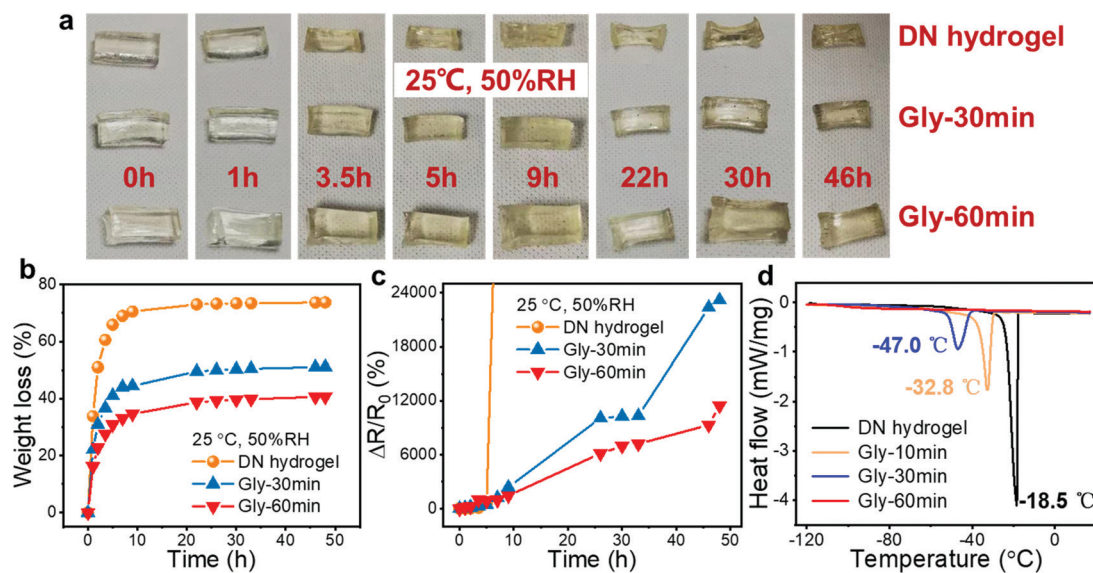 a
DN hydrogel
25℃, 50%RH
Gly-30min
0h 1h 3.5h 5h 9h 22h 30h 46h
Gly-60min
b
Weight loss (%)
80
60
40
20
0
25 °C, 50%RH
DN hydrogel
Gly-30min
Gly-60min
0 10 20 30 40 50
Time (h)
c
ΔR/R0 (%)
24000
18000
12000
6000
0
25 °C, 50%RH
DN hydrogel
Gly-30min
Gly-60min
0 10 20 30 40 50
Time (h)
d
Heat flow (mW/mg)
0
-1
-2
-3
-4
-47.0 ℃
-32.8 ℃
DN hydrogel
Gly-10min
Gly-30min
Gly-60min
-18.5 ℃
-120 -80 -40 0
Temperature (°C)